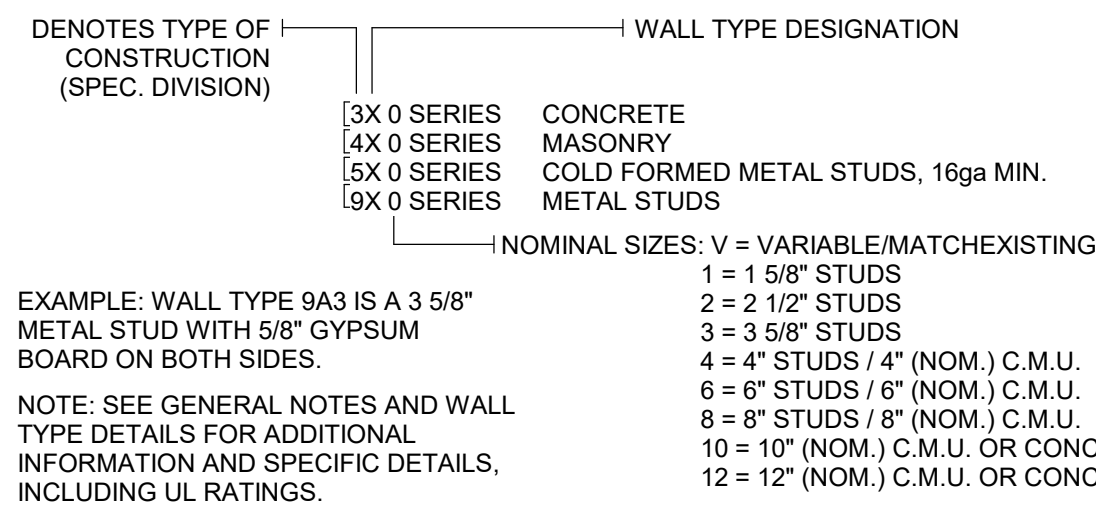 DENOTES TYPE OF
CONSTRUCTION
(SPEC. DIVISION)
WALL TYPE DESIGNATION
3X 0 SERIES CONCRETE
4X 0 SERIES MASONRY
5X 0 SERIES COLD FORMED METAL STUDS, 16ga MIN.
9X 0 SERIES METAL STUDS
NOMINAL SIZES: V = VARIABLE/MATCHEXISTING
1 = 1 5/8" STUDS
2 = 2 1/2" STUDS
3 = 3 5/8" STUDS
4 = 4" STUDS / 4" (NOM.) C.M.U.
6 = 6" STUDS / 6" (NOM.) C.M.U.
8 = 8" STUDS / 8" (NOM.) C.M.U.
10 = 10" (NOM.) C.M.U. OR CONC
12 = 12" (NOM.) C.M.U. OR CONC
EXAMPLE: WALL TYPE 9A3 IS A 3 5/8"
METAL STUD WITH 5/8" GYPSUM
BOARD ON BOTH SIDES.
NOTE: SEE GENERAL NOTES AND WALL
TYPE DETAILS FOR ADDITIONAL
INFORMATION AND SPECIFIC DETAILS,
INCLUDING UL RATINGS.